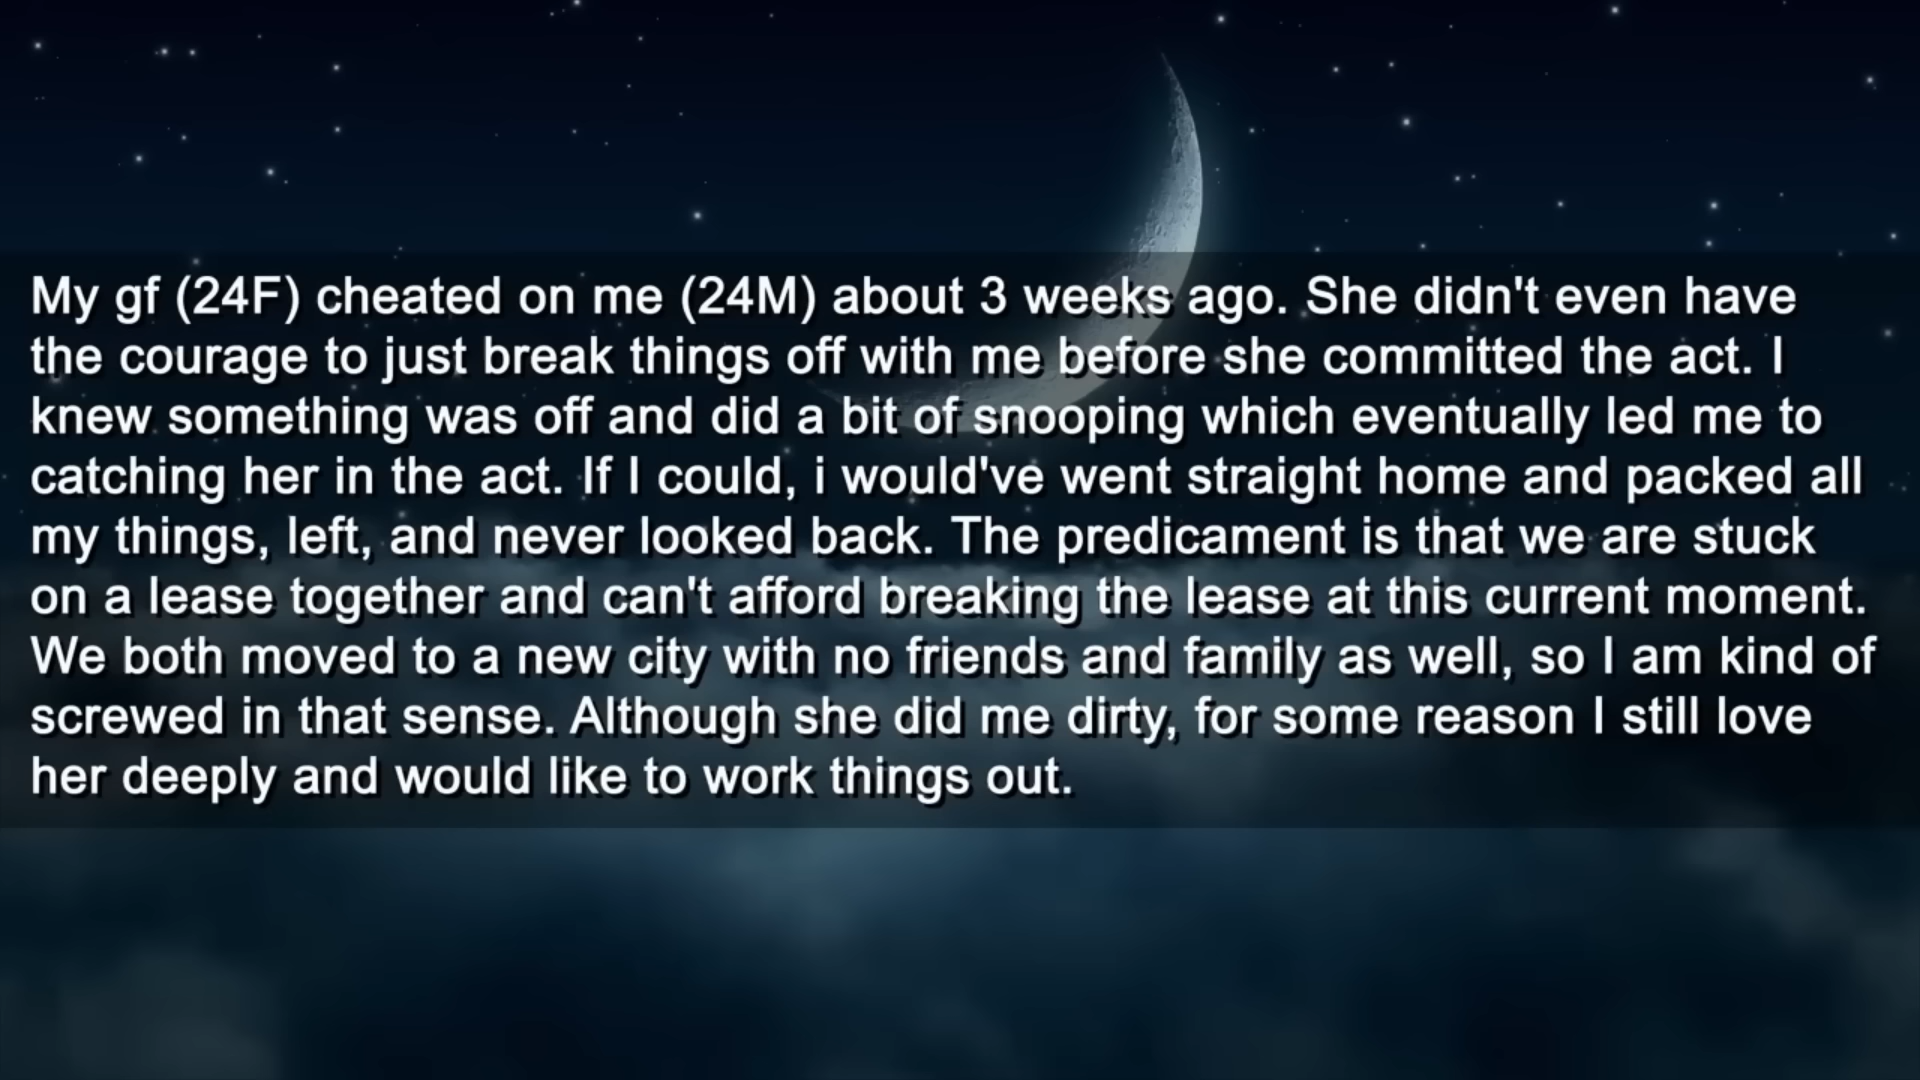 My gf (24F) cheated on me (24M) about 3 weeks ago. She didn't even have
the courage to just break things off with me before she committed the act. I
knew something was off and did a bit of snooping which eventually led me to
catching her in the act. If I could, i would've went straight home and packed all
my things, left, and never looked back. The predicament is that we are stuck
on a lease together and can't afford breaking the lease at this current moment.
We both moved to a new city with no friends and family as well, so I am kind of
screwed in that sense. Although she did me dirty, for some reason I still love
her deeply and would like to work things out.